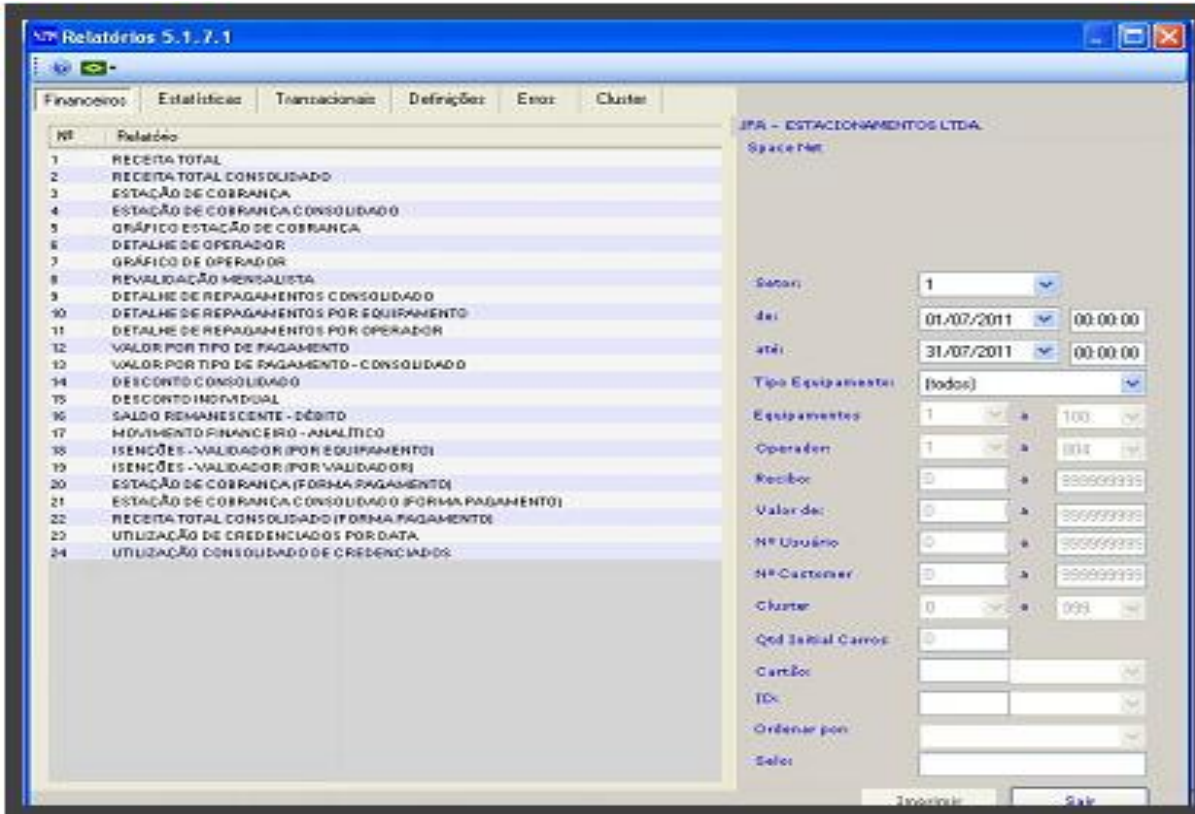 Relatórios 5.1.7.1
Financeiros Estatísticas Transacionais Definições Erros Cluster
Nº Relatório
1 RECEITA TOTAL
2 RECEITA TOTAL CONSOLIDADO
3 ESTAÇÃO DE COBRANÇA
4 ESTAÇÃO DE COBRANÇA CONSOLIDADO
5 GRÁFICO ESTAÇÃO DE COBRANCA
6 DETALHE DE OPERADOR
7 GRÁFICO DE OPERADOR
8 REVALIDAÇÃO MENSALISTA
9 DETALHE DE REPAGAMENTOS CONSOLIDADO
10 DETALHE DE REPAGAMENTOS POR EQUIPAMENTO
11 DETALHE DE REPAGAMENTOS POR OPERADOR
12 VALOR POR TIPO DE PAGAMENTO
13 VALOR POR TIPO DE PAGAMENTO - CONSOLIDADO
14 DESCONTO CONSOLIDADO
15 DESCONTO INDIVIDUAL
16 SALDO REMANESCENTE - DÉBITO
17 MOVIMENTO FINANCEIRO - ANALÍTICO
18 ISENÇÕES - VALIDADOR (POR EQUIPAMENTO)
19 ISENÇÕES - VALIDADOR (POR VALIDADOR)
20 ESTAÇÃO DE COBRANÇA (FORMA PAGAMENTO)
21 ESTAÇÃO DE COBRANÇA CONSOLIDADO (FORMA PAGAMENTO)
22 RECEITA TOTAL CONSOLIDADO (FORMA PAGAMENTO)
23 UTILIZAÇÃO DE CREDENCIADOS POR DATA
24 UTILIZAÇÃO CONSOLIDADO DE CREDENCIADOS
- ESTACIONAMENTOS LTDA.
Space Net
Setor: 1
de: 01/07/2011 00:00:00
até: 31/07/2011 00:00:00
Tipo Equipamento: (todos)
Equipamentos 1 a 100
Operador: 1 a
Recibo: 0 a 999999999
Valor de: 0 a 999999999
Nº Usuário 0 a 999999999
Nº Customer 0 a 999999999
Cluster 0 a 099
Qtd Initial Carros: 0
Cartão:
ID:
Ordenar por:
Selo:
Imprimir Sair